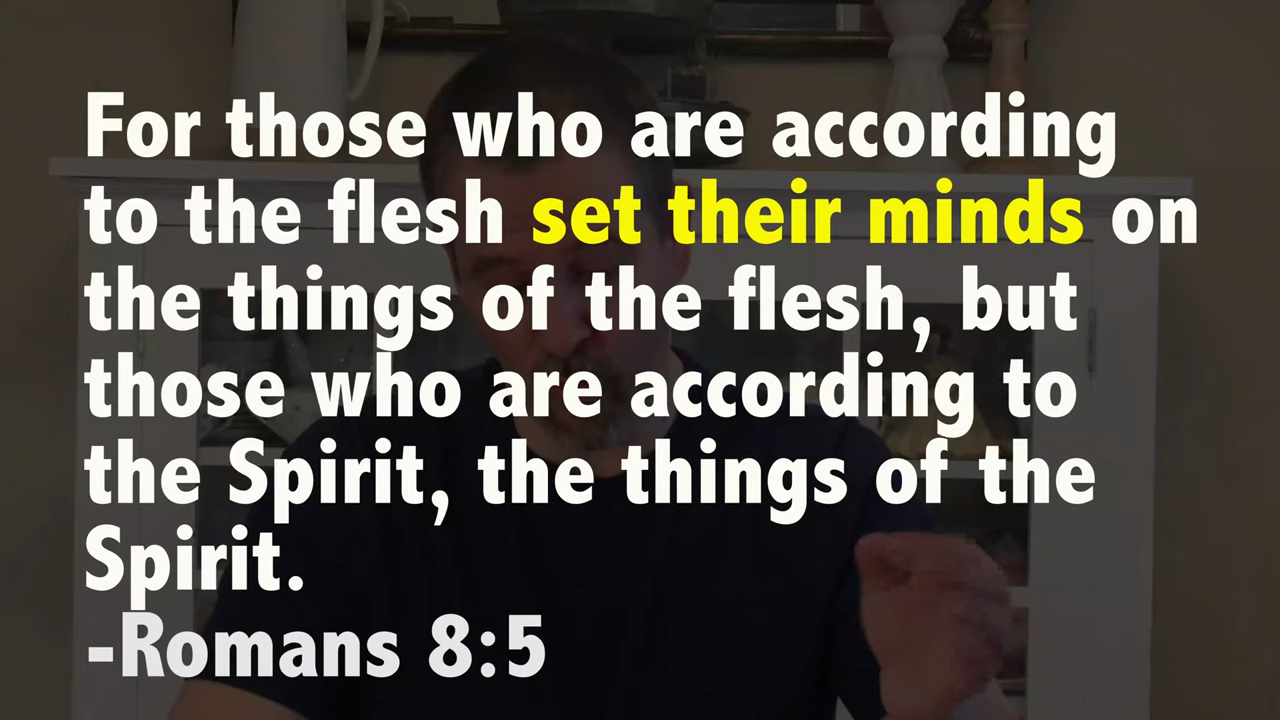 For those who are according
to the flesh set their minds on
the things of the flesh, but
those who are according to
the Spirit, the things of the
Spirit.
-Romans 8:5